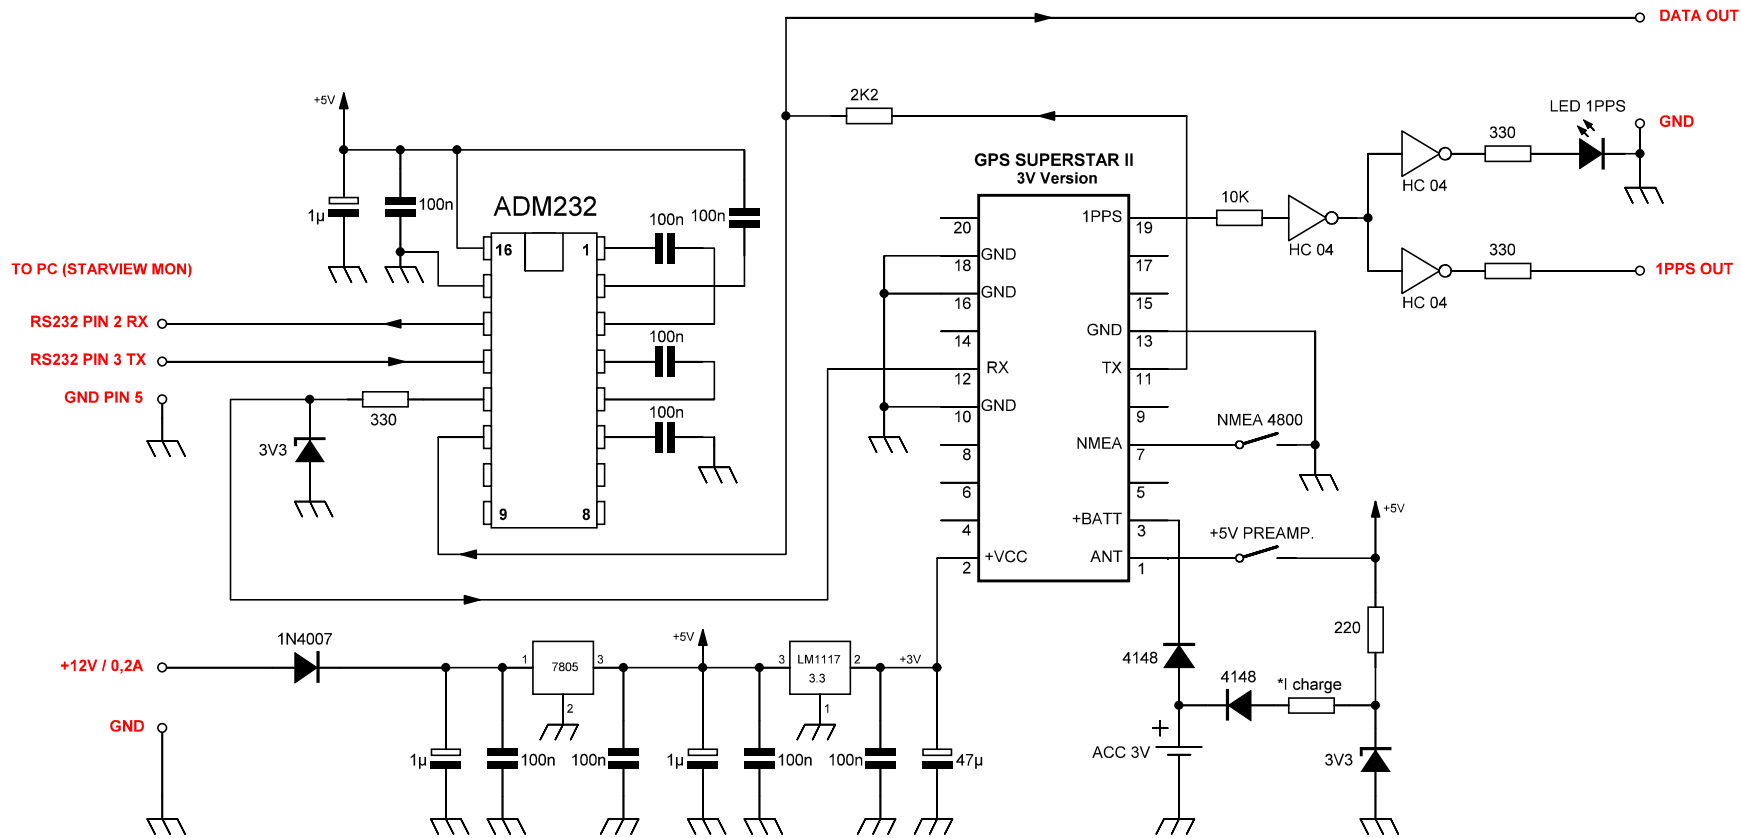 DATA OUT
2K2
+5V
LED 1PPS
GND
330
GPS SUPERSTAR II
3V Version
HC 04
100n
1µ
ADM232
100n
100n
1PPS
10K
20
19
HC 04
16
1
GND
18
17
330
1PPS OUT
TO PC (STARVIEW MON)
GND
16
15
HC 04
RS232 PIN 2 RX
14
GND
13
100n
RS232 PIN 3 TX
RX
12
TX
11
GND PIN 5
330
100n
GND
10
9
NMEA 4800
3V3
8
NMEA
7
6
5
9
8
+BATT
4
3
+5V
+5V PREAMP.
+VCC
2
ANT
1
1N4007
+5V
220
+12V / 0,2A
1
7805
3
3
LM1117
3.3
2
+3V
4148
4148
*I charge
2
1
GND
+
ACC 3V
3V3
1µ
100n
100n
1µ
100n
100n
47µ